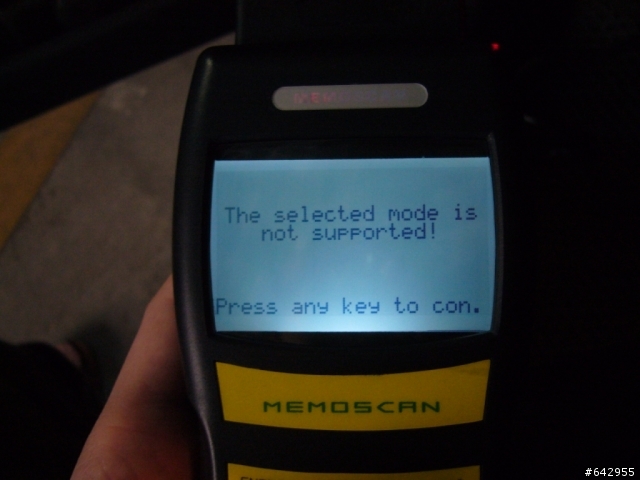 The selected mode is
not supported!
Press any key to con.
MEMOSCAN
#642955